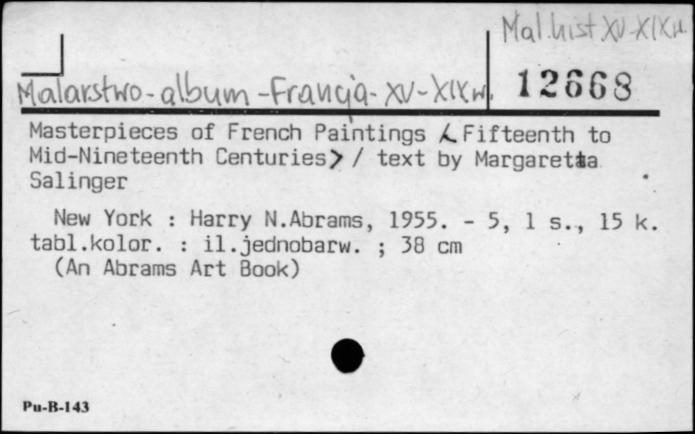 Mal.hist XV-XIXw.
Malarstwo-album-Francja-XV-XIXw.
12668
Masterpieces of French Paintings <Fifteenth to
Mid-Nineteenth Centuries> / text by Margaretta
Salinger
New York : Harry N.Abrams, 1955. - 5, 1 s., 15 k.
tabl.kolor. : il.jednobarw. ; 38 cm
(An Abrams Art Book)
Pu-B-143